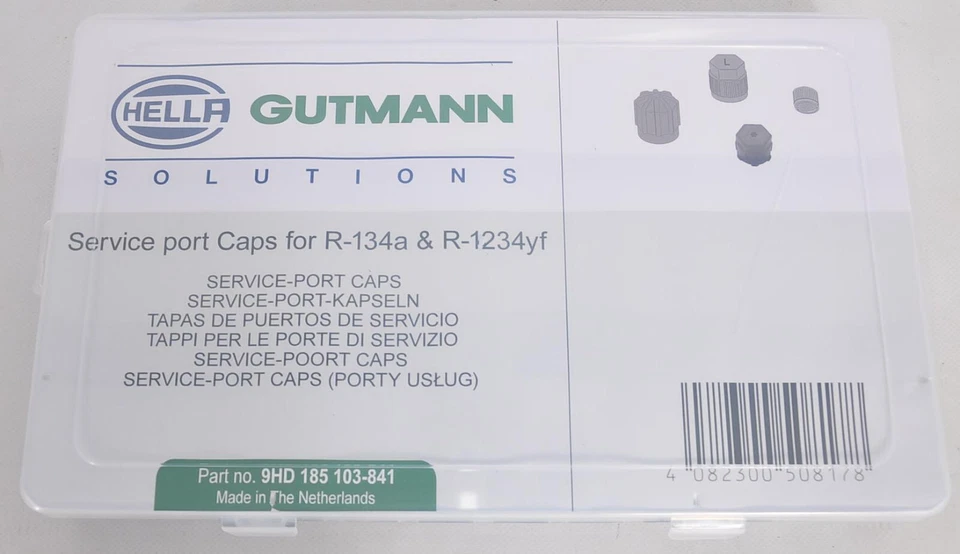 HELLA GUTMANN
SOLUTIONS
L
Service port Caps for R-134a & R-1234yf
SERVICE-PORT CAPS
SERVICE-PORT-KAPSELN
TAPAS DE PUERTOS DE SERVICIO
TAPPI PER LE PORTE DI SERVIZIO
SERVICE-POORT CAPS
SERVICE-PORT CAPS (PORTY USŁUG)
Part no. 9HD 185 103-841
Made in The Netherlands
4 082300 508178